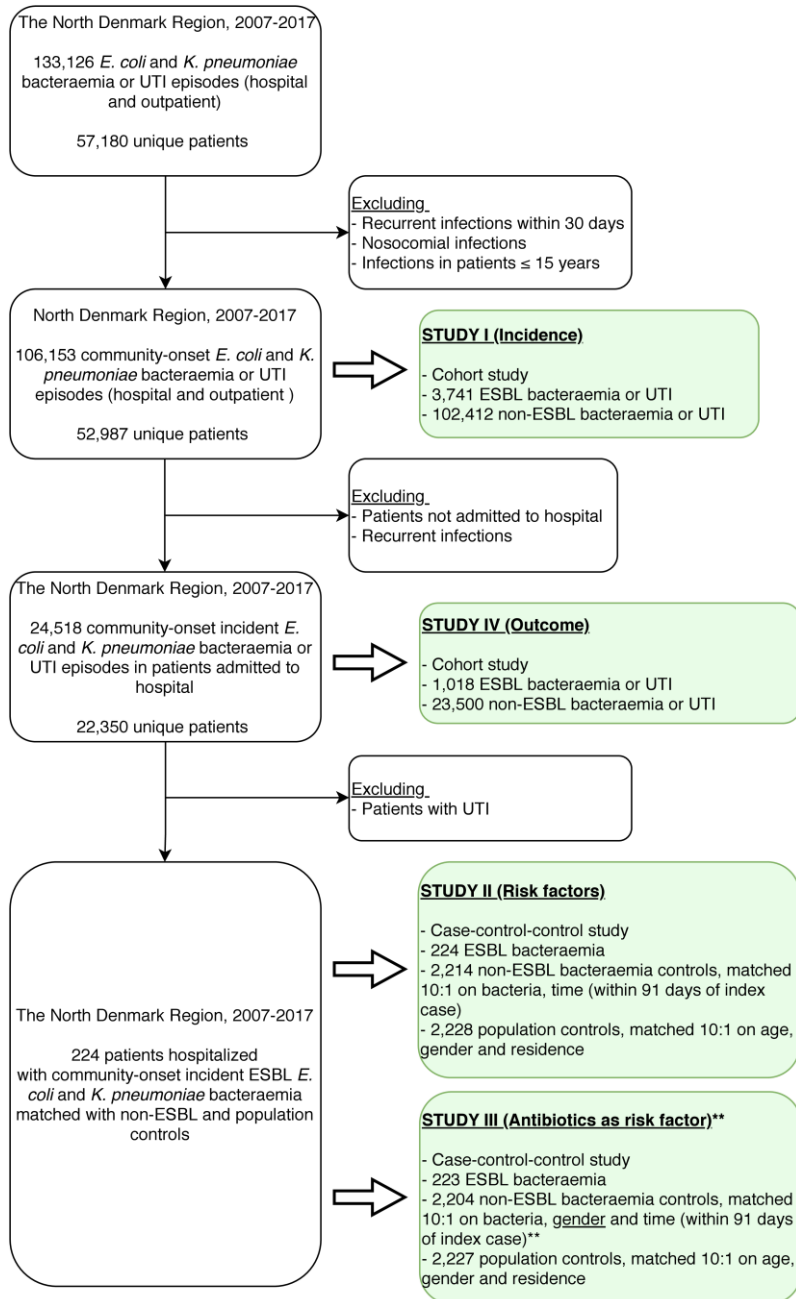 The North Denmark Region, 2007-2017
133,126 E. coli and K. pneumoniae
bacteraemia or UTI episodes (hospital
and outpatient)
57,180 unique patients
Excluding
- Recurrent infections within 30 days
- Nosocomial infections
- Infections in patients ≤ 15 years
North Denmark Region, 2007-2017
106,153 community-onset E. coli and K.
pneumoniae bacteraemia or UTI
episodes (hospital and outpatient )
52,987 unique patients
STUDY I (Incidence)
- Cohort study
- 3,741 ESBL bacteraemia or UTI
- 102,412 non-ESBL bacteraemia or UTI
Excluding
- Patients not admitted to hospital
- Recurrent infections
The North Denmark Region, 2007-2017
24,518 community-onset incident E.
coli and K. pneumoniae bacteraemia or
UTI episodes in patients admitted to
hospital
22,350 unique patients
STUDY IV (Outcome)
- Cohort study
- 1,018 ESBL bacteraemia or UTI
- 23,500 non-ESBL bacteraemia or UTI
Excluding
- Patients with UTI
The North Denmark Region, 2007-2017
224 patients hospitalized
with community-onset incident ESBL E.
coli and K. pneumoniae bacteraemia
matched with non-ESBL and population
controls
STUDY II (Risk factors)
- Case-control-control study
- 224 ESBL bacteraemia
- 2,214 non-ESBL bacteraemia controls, matched
10:1 on bacteria, time (within 91 days of index
case)
- 2,228 population controls, matched 10:1 on age,
gender and residence
STUDY III (Antibiotics as risk factor)**
- Case-control-control study
- 223 ESBL bacteraemia
- 2,204 non-ESBL bacteraemia controls, matched
10:1 on bacteria, gender and time (within 91 days
of index case)**
- 2,227 population controls, matched 10:1 on age,
gender and residence